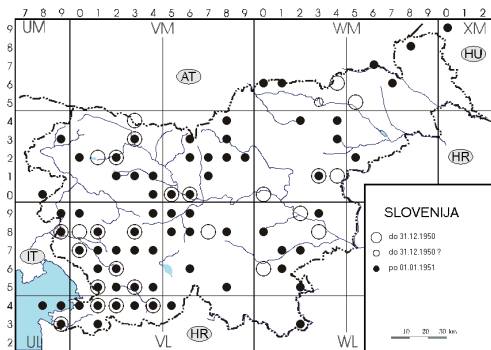 8 9 0 1 2 3 4 5 6 7 8 9 0 1 2 3 4 5 6 7 8 9 0 1 2
UM VM WM XM
9
8
7
6
5
4
3
2
1
0
9
8
7
6
5
4
3
2
AT
HU
HR
IT
SLOVENIJA
do 31.12.1950
do 31.12.1950 ?
po 01.01.1951
10 20 30 km
HR
UL VL WL